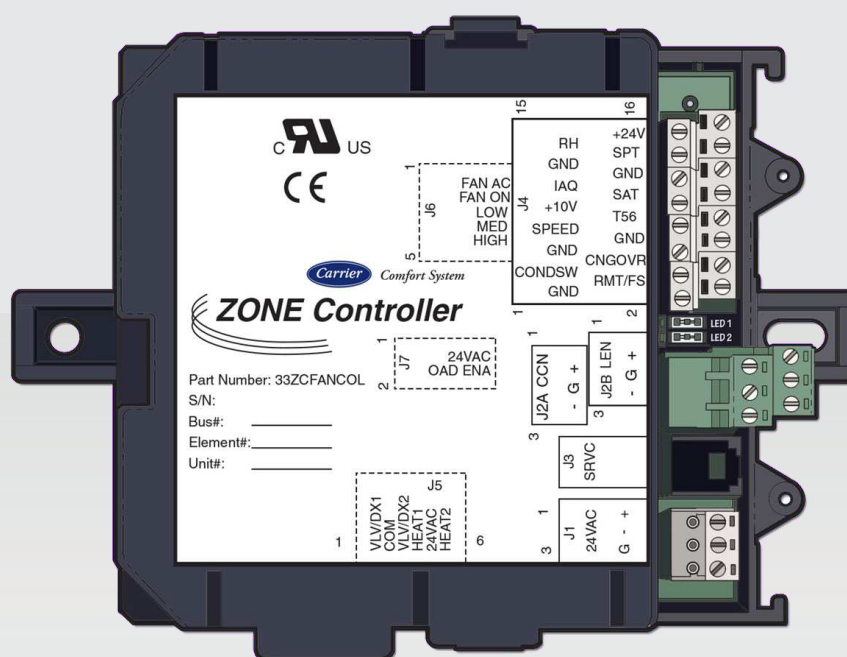 C RU US
CE
Carrier Comfort System
ZONE Controller
Part Number: 33ZCFANCOL
S/N:
Bus#:
Element#:
Unit#:
1
J6
5
FAN AC
FAN ON
LOW
MED
HIGH
15
16
J4
RH
GND
IAQ
+10V
SPEED
GND
CONDSW
GND
+24V
SPT
GND
SAT
T56
GND
CNGOVR
RMT/FS
1
2
1
J7
2
24VAC
OAD ENA
1
J2A CCN
- G +
3
1
J2B LEN
- G +
3
J3
SRVC
1
J1
24VAC
G - +
3
J5
1
VLV/DX1
COM
VLV/DX2
HEAT1
24VAC
HEAT2
6
LED 1
LED 2